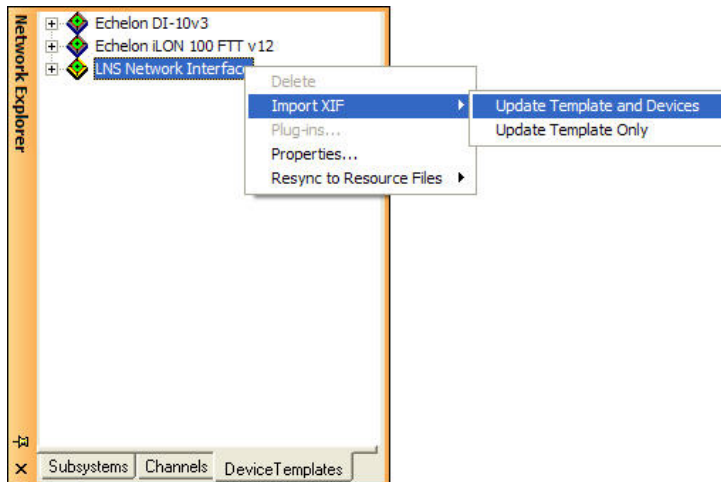 Network Explorer
Echelon DI-10v3
Echelon iLON 100 FTT v12
LNS Network Interface
Delete
Import XIF
Plug-ins...
Properties...
Resync to Resource Files
Update Template and Devices
Update Template Only
Subsystems
Channels
DeviceTemplates